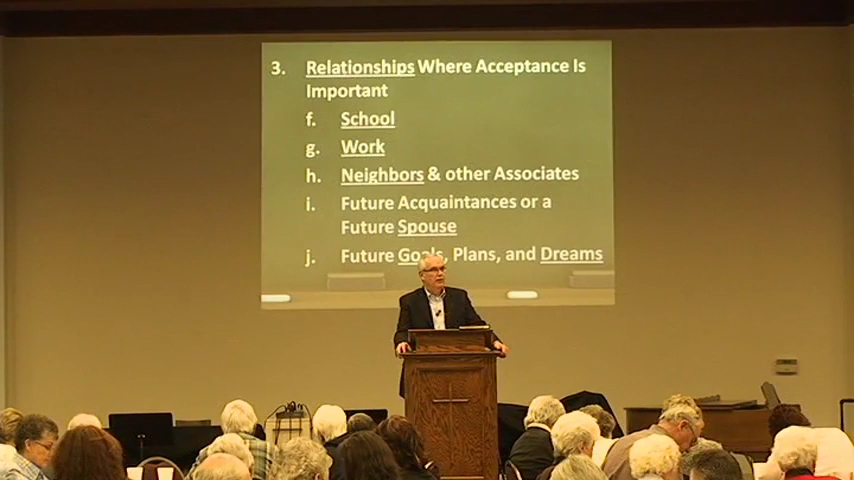 3. Relationships Where Acceptance Is
Important
f. School
g. Work
h. Neighbors & other Associates
i. Future Acquaintances or a
Future Spouse
j. Future Goals, Plans, and Dreams